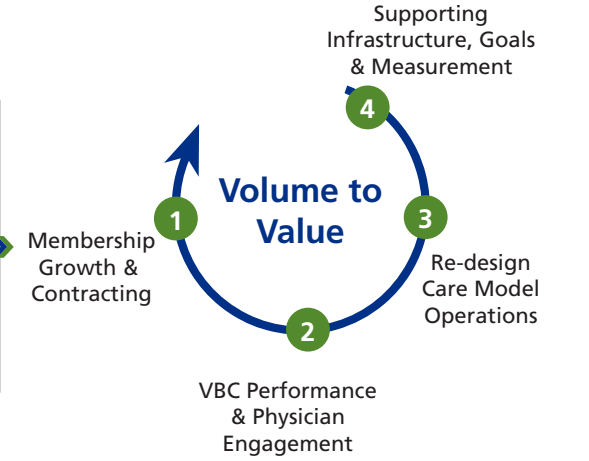 Supporting
Infrastructure, Goals
& Measurement
4
Volume to
Value
1
3
Membership
Growth &
Contracting
Re-design
Care Model
Operations
2
VBC Performance
& Physician
Engagement